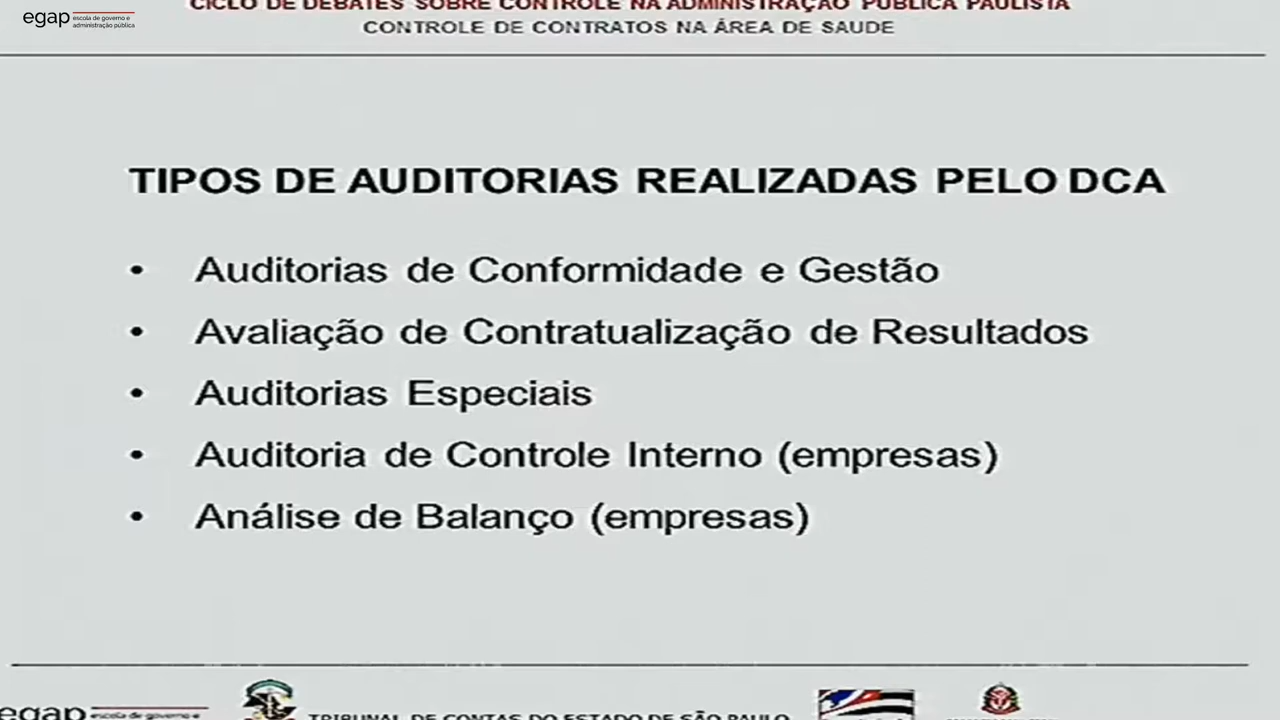 CICLO DE DEBATES SOBRE CONTROLE NA ADMINISTRAÇÃO PÚBLICA PAULISTA
egap escola de governo e
administração pública
CONTROLE DE CONTRATOS NA ÁREA DE SAUDE
TIPOS DE AUDITORIAS REALIZADAS PELO DCA
• Auditorias de Conformidade e Gestão
• Avaliação de Contratualização de Resultados
• Auditorias Especiais
• Auditoria de Controle Interno (empresas)
• Análise de Balanço (empresas)
egap escola de governo e
TRIBUNAL DE CONTAS DO ESTADO DE SÃO PAULO